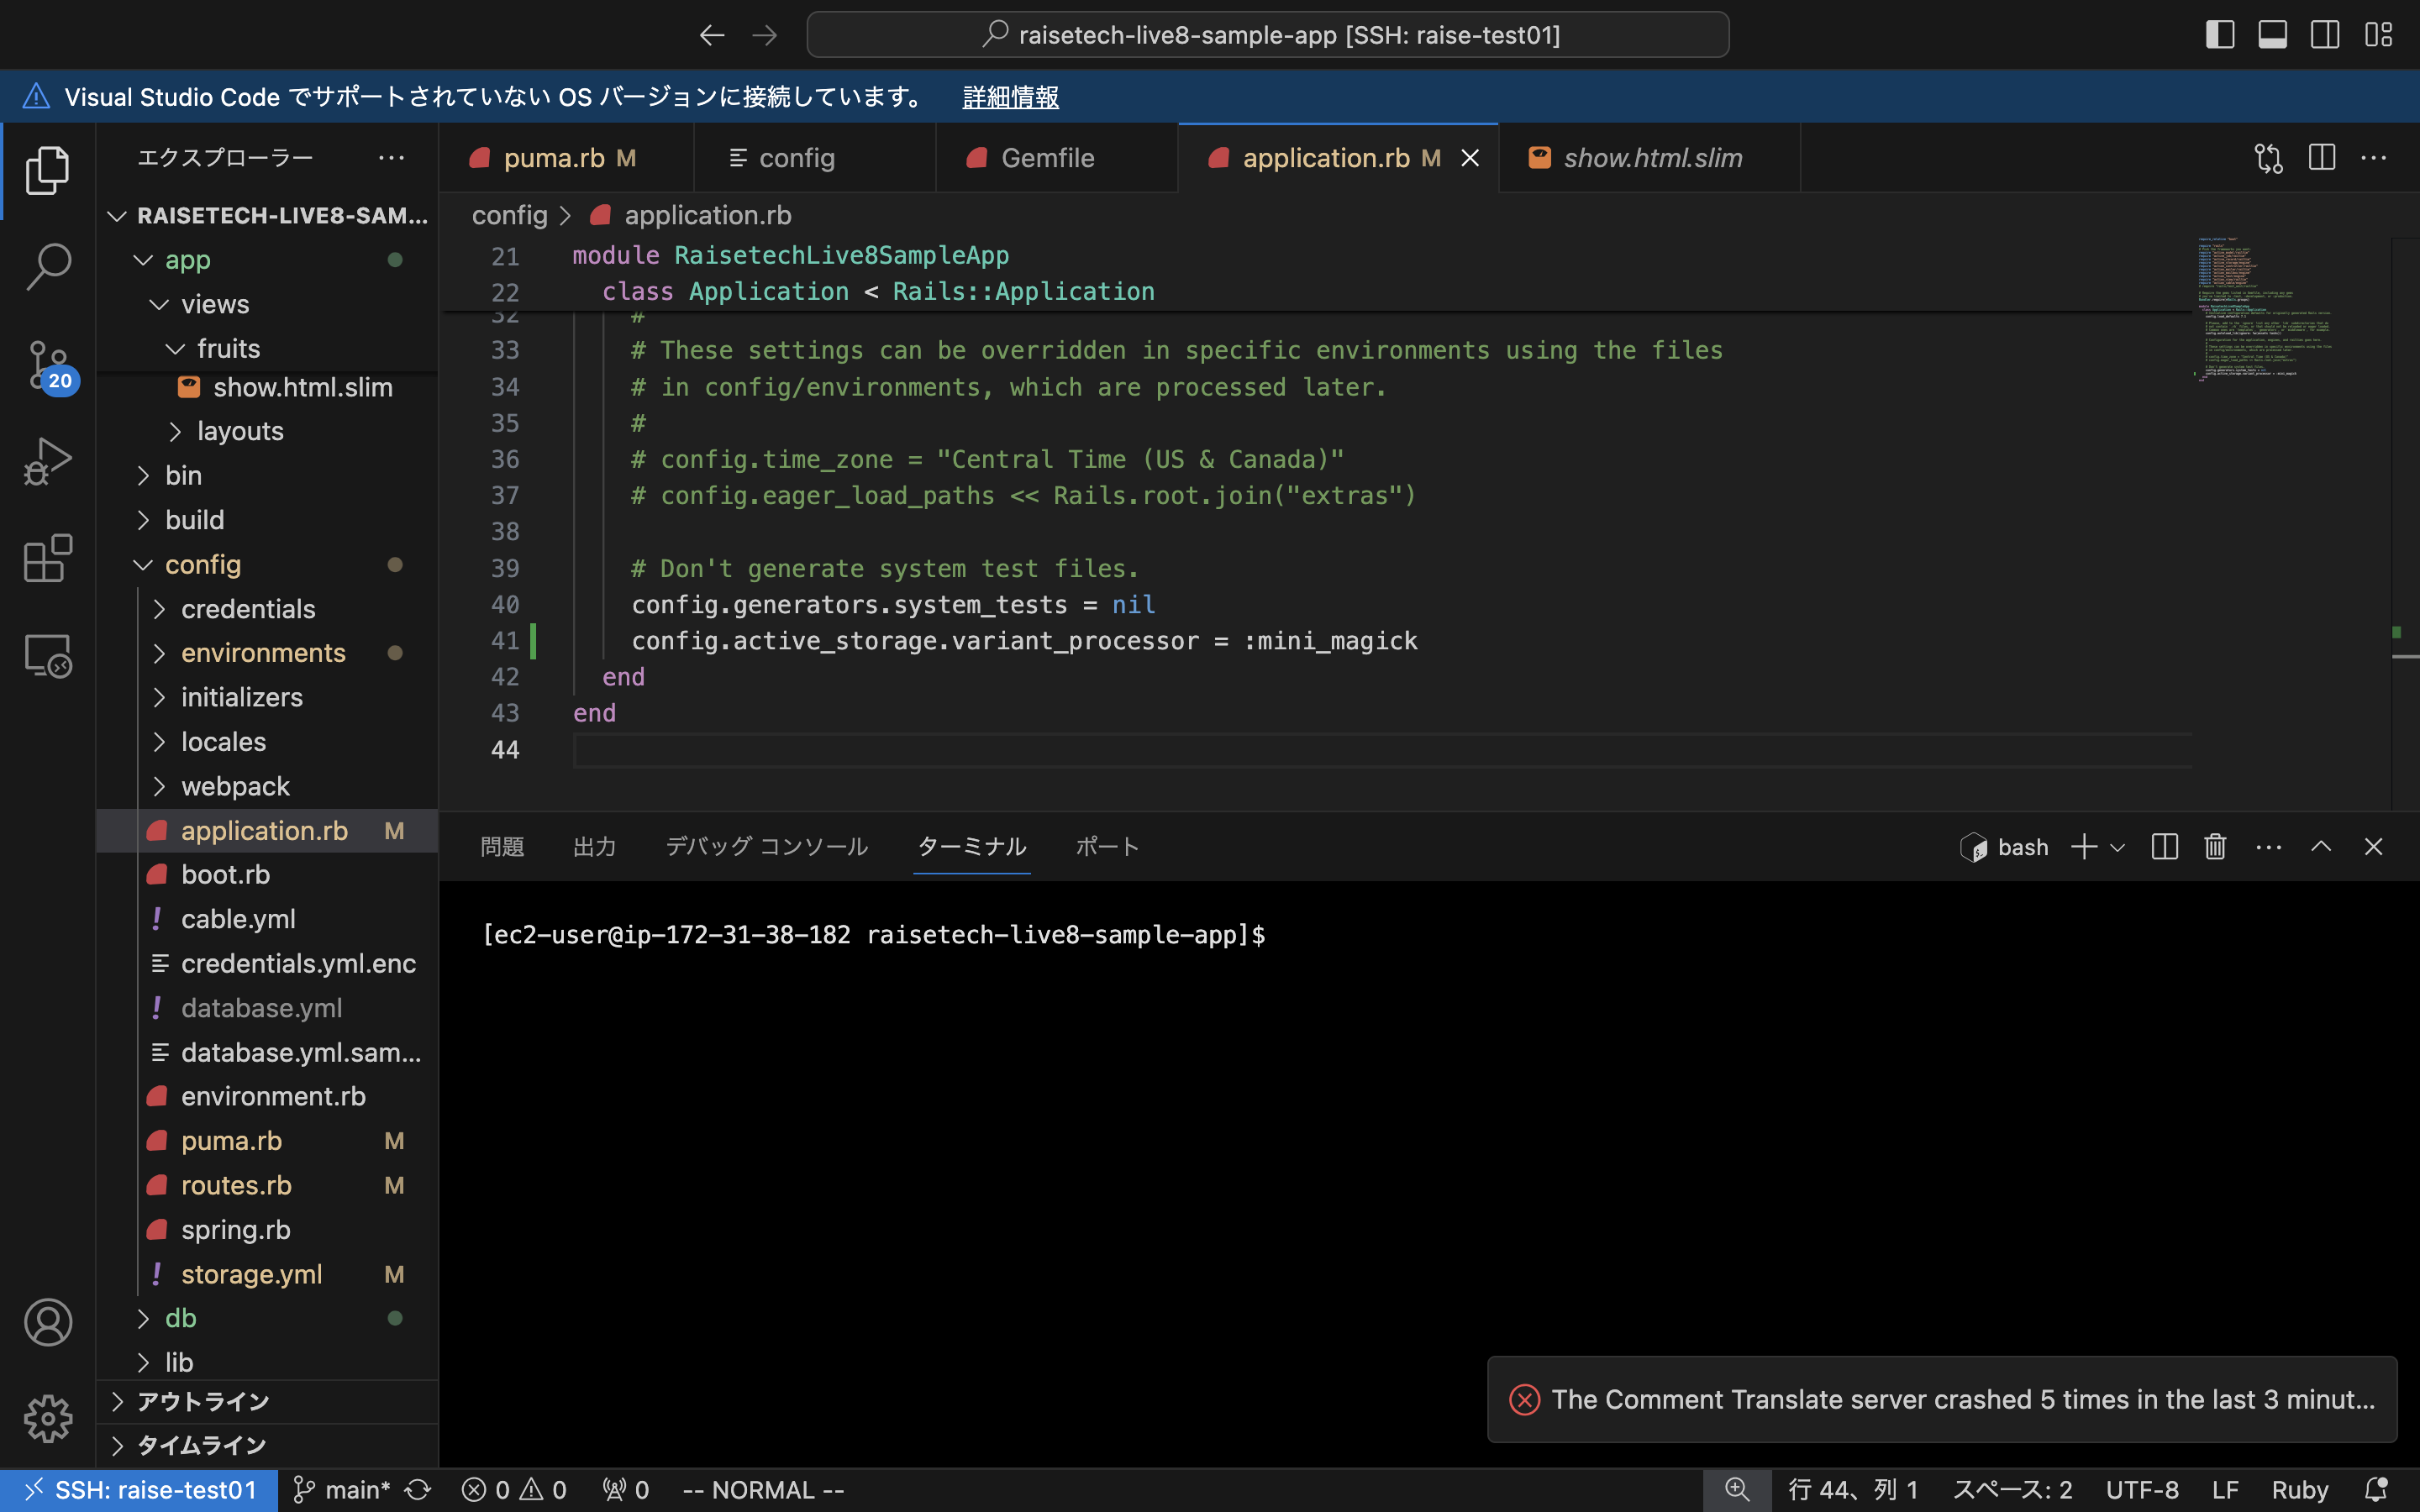 raisetech-live8-sample-app [SSH: raise-test01]
Visual Studio Code でサポートされていない OS バージョンに接続しています。 詳細情報
エクスプローラー
RAISETECH-LIVE8-SAM...
app
views
fruits
show.html.slim
layouts
bin
build
config
credentials
environments
initializers
locales
webpack
application.rb M
boot.rb
cable.yml
credentials.yml.enc
database.yml
database.yml.sam...
environment.rb
puma.rb M
routes.rb M
spring.rb
storage.yml M
db
lib
アウトライン
タイムライン
20
puma.rb M
config
Gemfile
application.rb M
show.html.slim
config > application.rb
21 module RaisetechLive8SampleApp
22 class Application < Rails::Application
32 #
33 # These settings can be overridden in specific environments using the files
34 # in config/environments, which are processed later.
35 #
36 # config.time_zone = "Central Time (US & Canada)"
37 # config.eager_load_paths << Rails.root.join("extras")
38
39 # Don't generate system test files.
40 config.generators.system_tests = nil
41 config.active_storage.variant_processor = :mini_magick
42 end
43 end
44
問題 出力 デバッグ コンソール ターミナル ポート
bash
[ec2-user@ip-172-31-38-182 raisetech-live8-sample-app]$
The Comment Translate server crashed 5 times in the last 3 minut...
SSH: raise-test01 main* 0 0 0 -- NORMAL --
行 44、列 1 スペース: 2 UTF-8 LF Ruby